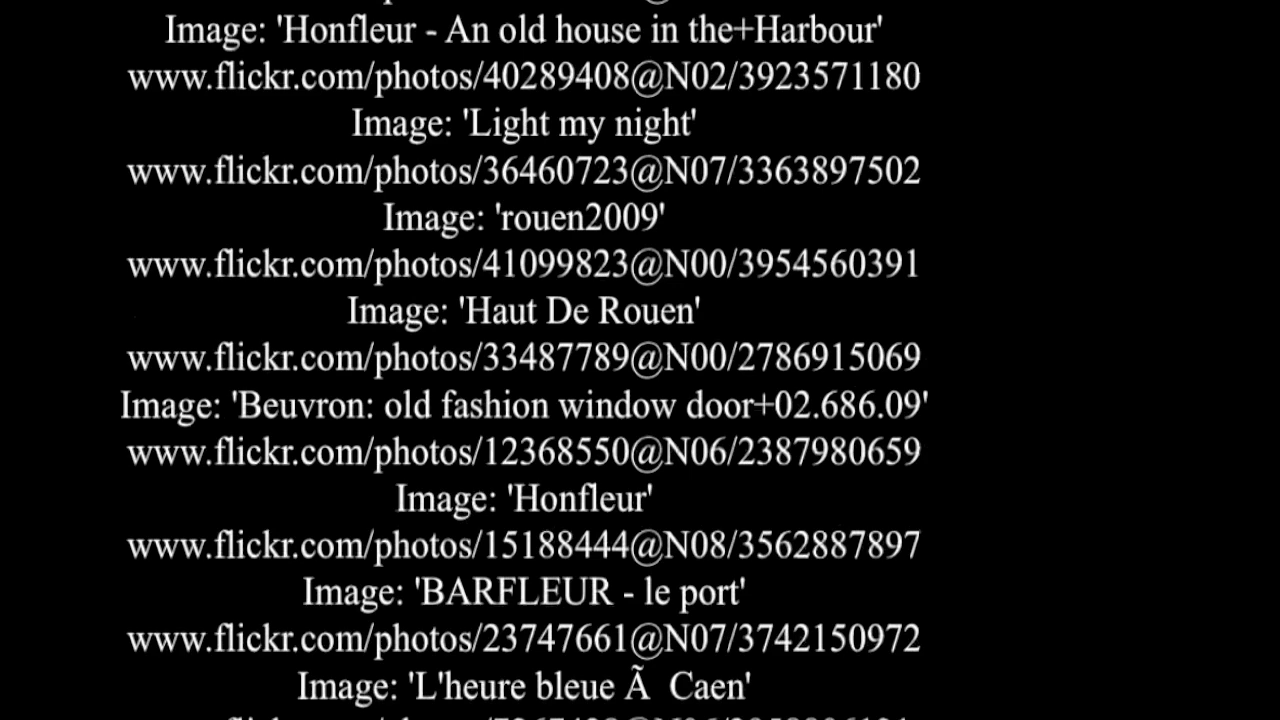 Image: 'Honfleur - An old house in the+Harbour'
www.flickr.com/photos/40289408@N02/3923571180
Image: 'Light my night'
www.flickr.com/photos/36460723@N07/3363897502
Image: 'rouen2009'
www.flickr.com/photos/41099823@N00/3954560391
Image: 'Haut De Rouen'
www.flickr.com/photos/33487789@N00/2786915069
Image: 'Beuvron: old fashion window door+02.686.09'
www.flickr.com/photos/12368550@N06/2387980659
Image: 'Honfleur'
www.flickr.com/photos/15188444@N08/3562887897
Image: 'BARFLEUR - le port'
www.flickr.com/photos/23747661@N07/3742150972
Image: 'L'heure bleue Ã  Caen'